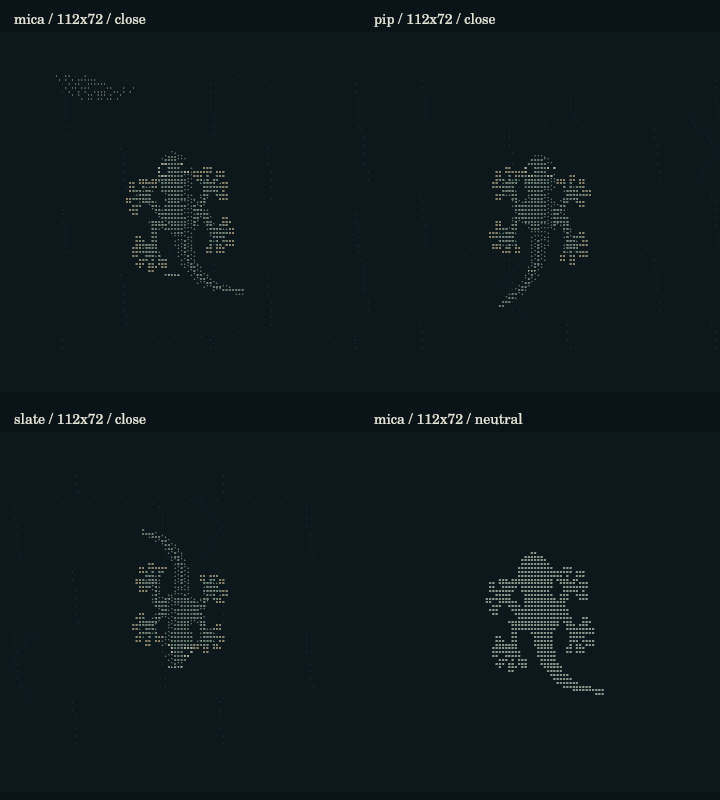 mica / 112x72 / close
pip / 112x72 / close
slate / 112x72 / close
mica / 112x72 / neutral